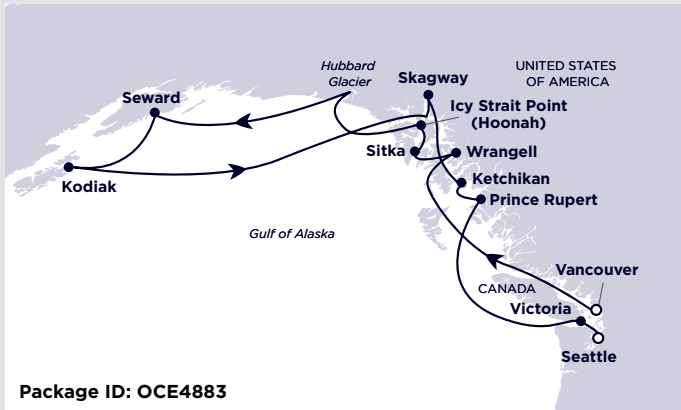 Hubbard
Glacier
Skagway
UNITED STATES
OF AMERICA
Seward
Icy Strait Point
(Hoonah)
Sitka
Wrangell
Kodiak
Ketchikan
Prince Rupert
Gulf of Alaska
Vancouver
CANADA
Victoria
Seattle
Package ID: OCE4883